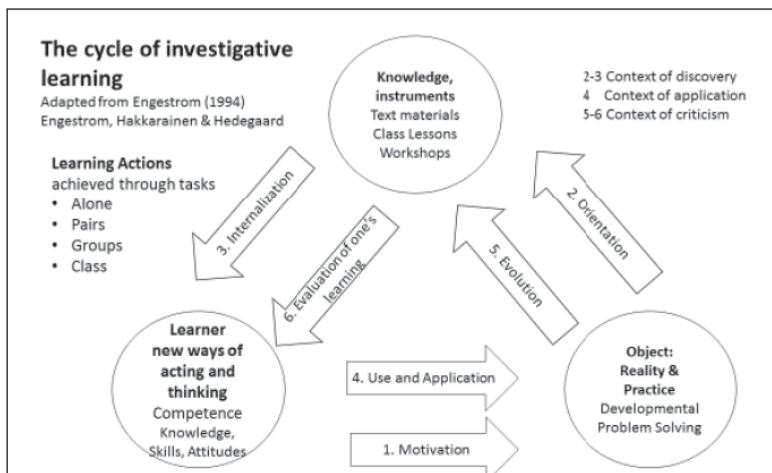 The cycle of investigative
learning
Adapted from Engestrom (1994)
Engestrom, Hakkarainen & Hedegaard
Learning Actions
achieved through tasks
• Alone
• Pairs
• Groups
• Class
Knowledge,
instruments
Text materials
Class Lessons
Workshops
2-3 Context of discovery
4 Context of application
5-6 Context of criticism
3. Internalization
6. Evaluation of one's
learning
5. Evolution
2. Orientation
Learner
new ways of
acting and
thinking
Competence
Knowledge,
Skills, Attitudes
4. Use and Application
1. Motivation
Object:
Reality &
Practice
Developmental
Problem Solving